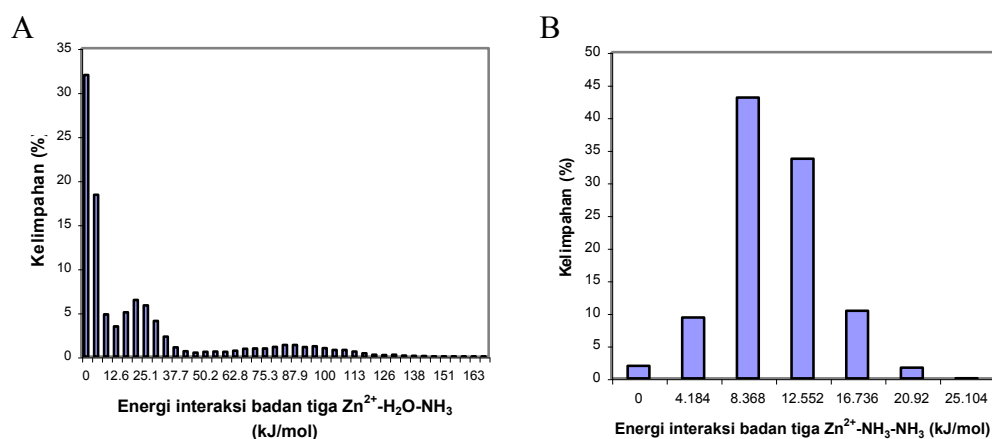 A
35
30
25
20
15
10
5
0
Kelimpahan (%)
0 12.6 25.1 37.7 50.2 62.8 75.3 87.9 100 113 126 138 151 163
Energi interaksi badan tiga Zn²⁺-H₂O-NH₃
(kJ/mol)
B
50
45
40
35
30
25
20
15
10
5
0
Kelimpahan (%)
0 4.184 8.368 12.552 16.736 20.92 25.104
Energi interaksi badan tiga Zn²⁺-NH₃-NH₃ (kJ/mol)